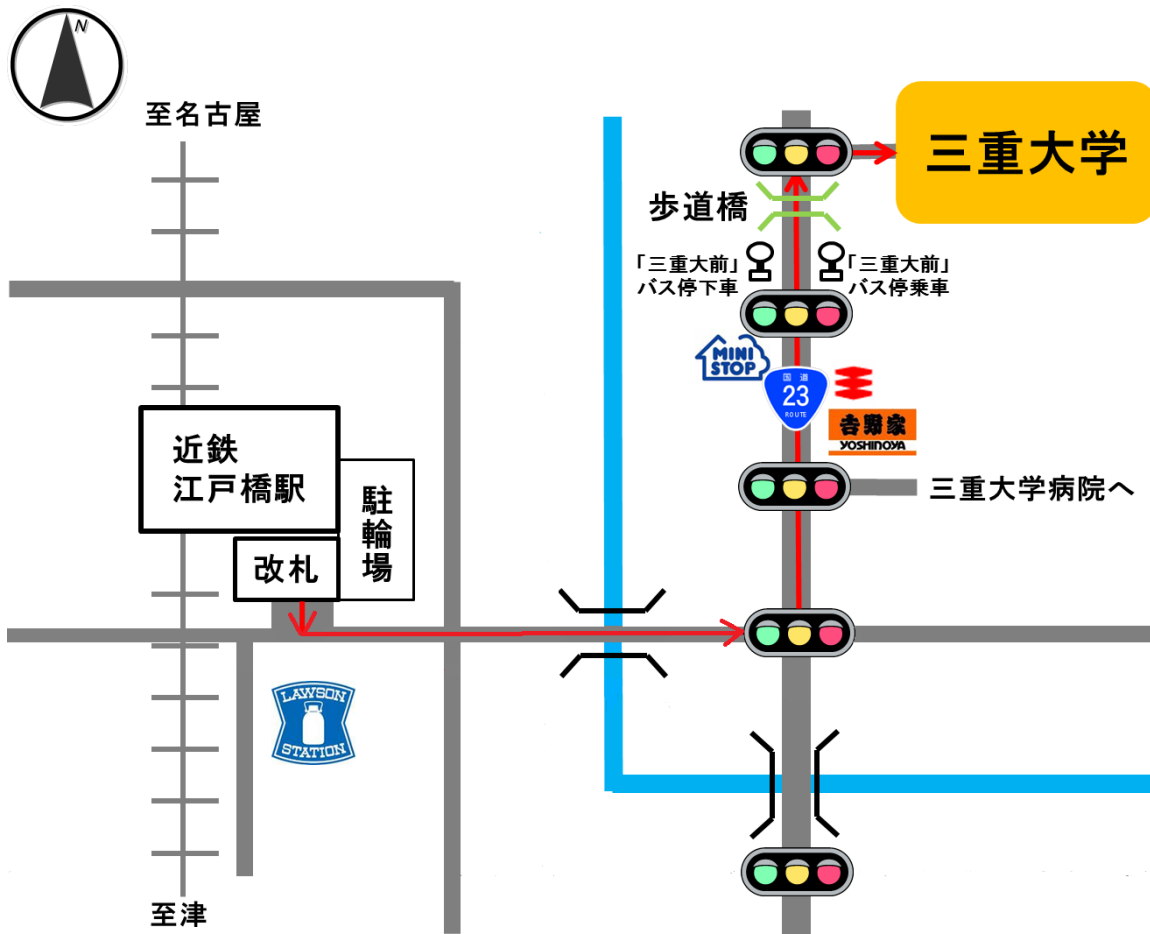 N
至名古屋
三重大学
歩道橋
「三重大前」
バス停下車
「三重大前」
バス停乗車
MINI
STOP
国道
23
ROUTE
吉野家
YOSHINOYA
近鉄
江戸橋駅
駐輪場
三重大学病院へ
改札
LAWSON
STATION
至津